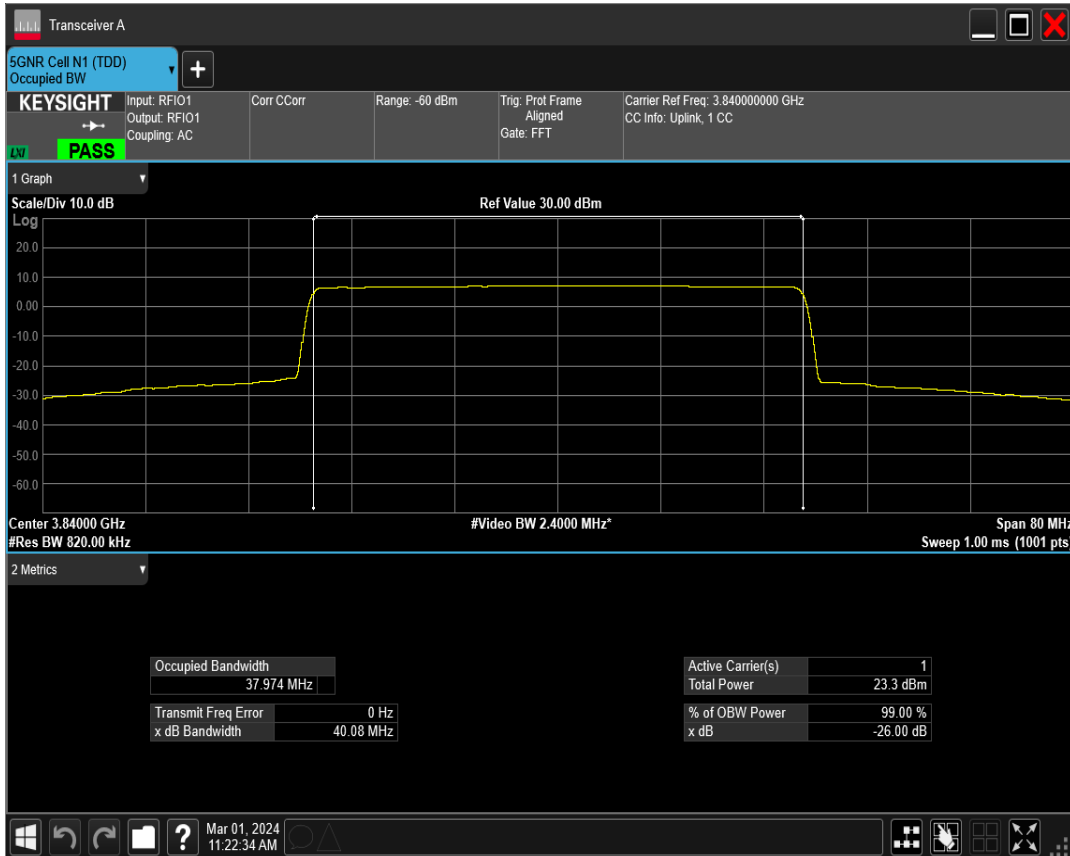 Transceiver A
5GNR Cell N1 (TDD)
Occupied BW
+
KEYSIGHT
LXI
PASS
Input: RFIO1
Output: RFIO1
Coupling: AC
Corr CCorr
Range: -60 dBm
Trig: Prot Frame
Aligned
Gate: FFT
Carrier Ref Freq: 3.840000000 GHz
CC Info: Uplink, 1 CC
1 Graph
Scale/Div 10.0 dB
Ref Value 30.00 dBm
Log
20.0
10.0
0.00
-10.0
-20.0
-30.0
-40.0
-50.0
-60.0
Center 3.84000 GHz
#Video BW 2.4000 MHz*
Span 80 MHz
#Res BW 820.00 kHz
Sweep 1.00 ms (1001 pts)
2 Metrics
Occupied Bandwidth
37.974 MHz
Transmit Freq Error 0 Hz
x dB Bandwidth 40.08 MHz
Active Carrier(s) 1
Total Power 23.3 dBm
% of OBW Power 99.00 %
x dB -26.00 dB
?
Mar 01, 2024
11:22:34 AM